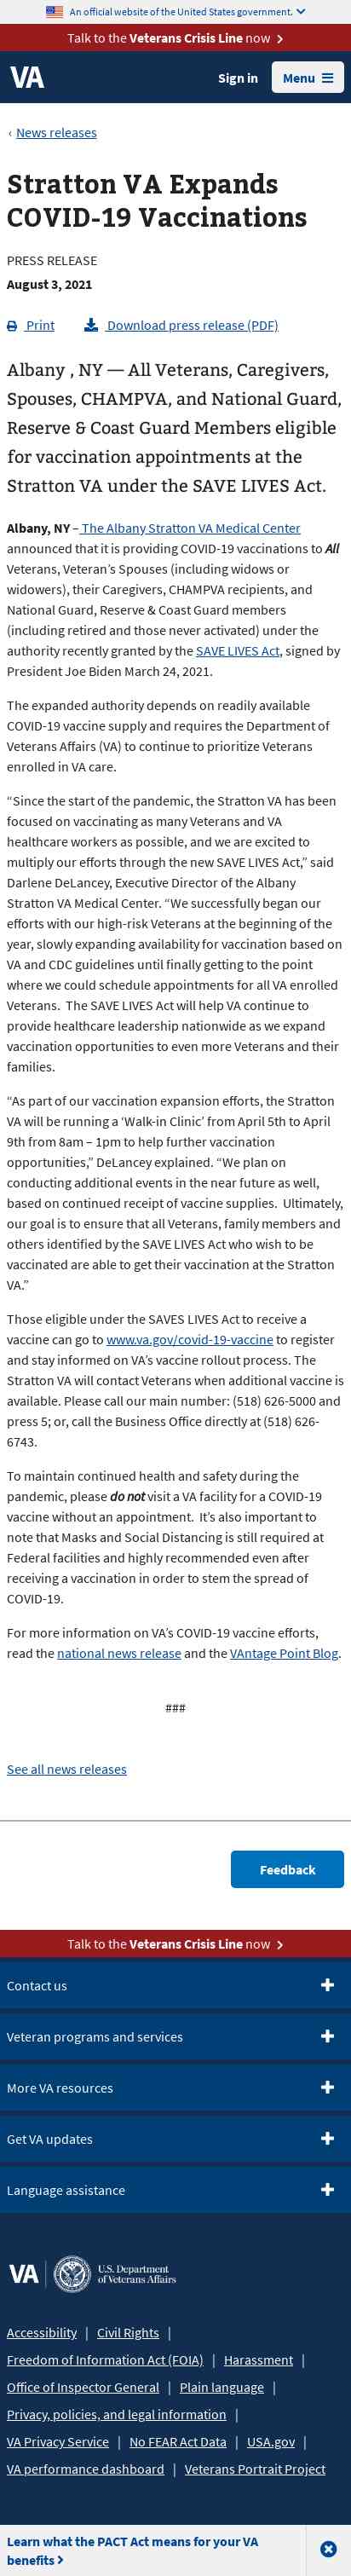 An official website of the United States government.
Talk to the Veterans Crisis Line now
VA
Sign in
Menu
‹ News releases
Stratton VA Expands
COVID-19 Vaccinations
PRESS RELEASE
August 3, 2021
Print
Download press release (PDF)
Albany , NY — All Veterans, Caregivers,
Spouses, CHAMPVA, and National Guard,
Reserve & Coast Guard Members eligible
for vaccination appointments at the
Stratton VA under the SAVE LIVES Act.
Albany, NY – The Albany Stratton VA Medical Center
announced that it is providing COVID-19 vaccinations to All
Veterans, Veteran’s Spouses (including widows or
widowers), their Caregivers, CHAMPVA recipients, and
National Guard, Reserve & Coast Guard members
(including retired and those never activated) under the
authority recently granted by the SAVE LIVES Act, signed by
President Joe Biden March 24, 2021.
The expanded authority depends on readily available
COVID-19 vaccine supply and requires the Department of
Veterans Affairs (VA) to continue to prioritize Veterans
enrolled in VA care.
“Since the start of the pandemic, the Stratton VA has been
focused on vaccinating as many Veterans and VA
healthcare workers as possible, and we are excited to
multiply our efforts through the new SAVE LIVES Act,” said
Darlene DeLancey, Executive Director of the Albany
Stratton VA Medical Center. “We successfully began our
efforts with our high-risk Veterans at the beginning of the
year, slowly expanding availability for vaccination based on
VA and CDC guidelines until finally getting to the point
where we could schedule appointments for all VA enrolled
Veterans.  The SAVE LIVES Act will help VA continue to
provide healthcare leadership nationwide as we expand
vaccination opportunities to even more Veterans and their
families.
“As part of our vaccination expansion efforts, the Stratton
VA will be running a ‘Walk-in Clinic’ from April 5th to April
9th from 8am – 1pm to help further vaccination
opportunities,” DeLancey explained. “We plan on
conducting additional events in the near future as well,
based on continued receipt of vaccine supplies.  Ultimately,
our goal is to ensure that all Veterans, family members and
others identified by the SAVE LIVES Act who wish to be
vaccinated are able to get their vaccination at the Stratton
VA.”
Those eligible under the SAVES LIVES Act to receive a
vaccine can go to www.va.gov/covid-19-vaccine to register
and stay informed on VA’s vaccine rollout process. The
Stratton VA will contact Veterans when additional vaccine is
available. Please call our main number: (518) 626-5000 and
press 5; or, call the Business Office directly at (518) 626-
6743.
To maintain continued health and safety during the
pandemic, please do not visit a VA facility for a COVID-19
vaccine without an appointment.  It’s also important to
note that Masks and Social Distancing is still required at
Federal facilities and highly recommended even after
receiving a vaccination in order to stem the spread of
COVID-19.
For more information on VA’s COVID-19 vaccine efforts,
read the national news release and the VAntage Point Blog.
###
See all news releases
Feedback
Talk to the Veterans Crisis Line now
Contact us
Veteran programs and services
More VA resources
Get VA updates
Language assistance
VA
U.S. Department
of Veterans Affairs
Accessibility | Civil Rights |
Freedom of Information Act (FOIA) | Harassment |
Office of Inspector General | Plain language |
Privacy, policies, and legal information |
VA Privacy Service | No FEAR Act Data | USA.gov |
VA performance dashboard | Veterans Portrait Project
Learn what the PACT Act means for your VA
benefits